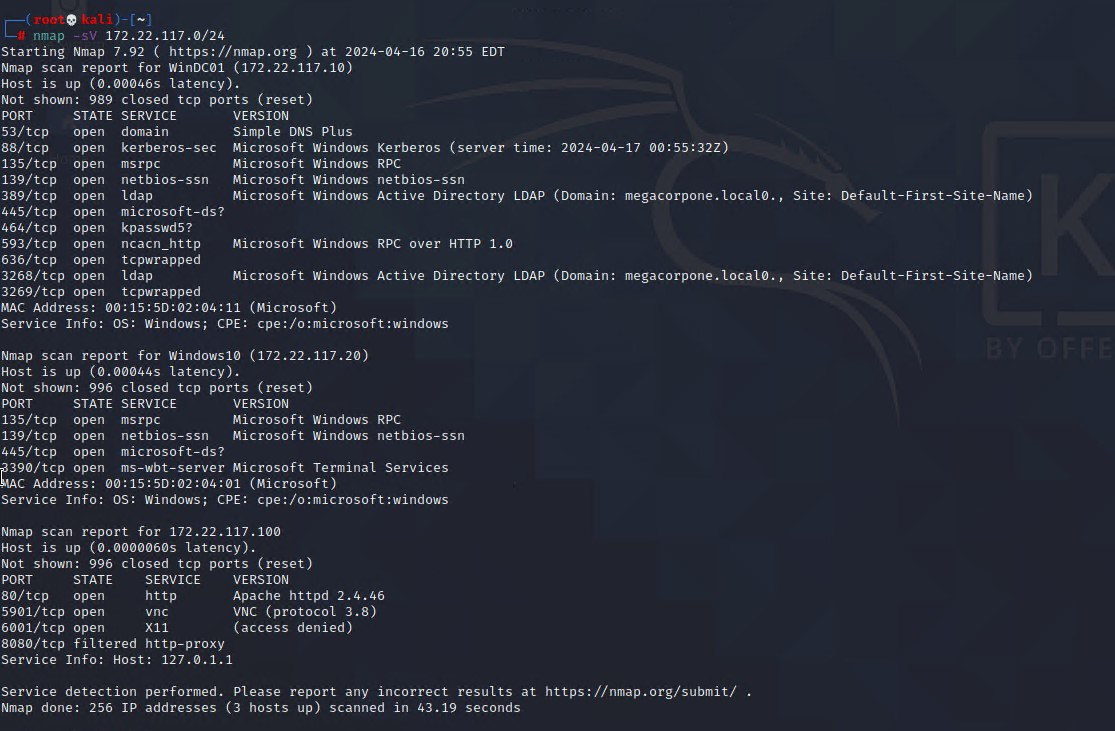 ┌──(root💀kali)-[~]
└─# nmap -sV 172.22.117.0/24
Starting Nmap 7.92 ( https://nmap.org ) at 2024-04-16 20:55 EDT
Nmap scan report for WinDC01 (172.22.117.10)
Host is up (0.00046s latency).
Not shown: 989 closed tcp ports (reset)
PORT     STATE SERVICE       VERSION
53/tcp   open  domain        Simple DNS Plus
88/tcp   open  kerberos-sec  Microsoft Windows Kerberos (server time: 2024-04-17 00:55:32Z)
135/tcp  open  msrpc         Microsoft Windows RPC
139/tcp  open  netbios-ssn   Microsoft Windows netbios-ssn
389/tcp  open  ldap          Microsoft Windows Active Directory LDAP (Domain: megacorpone.local0., Site: Default-First-Site-Name)
445/tcp  open  microsoft-ds?
464/tcp  open  kpasswd5?
593/tcp  open  ncacn_http    Microsoft Windows RPC over HTTP 1.0
636/tcp  open  tcpwrapped
3268/tcp open  ldap          Microsoft Windows Active Directory LDAP (Domain: megacorpone.local0., Site: Default-First-Site-Name)
3269/tcp open  tcpwrapped
MAC Address: 00:15:5D:02:04:11 (Microsoft)
Service Info: OS: Windows; CPE: cpe:/o:microsoft:windows

Nmap scan report for Windows10 (172.22.117.20)
Host is up (0.00044s latency).
Not shown: 996 closed tcp ports (reset)
PORT     STATE SERVICE       VERSION
135/tcp  open  msrpc         Microsoft Windows RPC
139/tcp  open  netbios-ssn   Microsoft Windows netbios-ssn
445/tcp  open  microsoft-ds?
3390/tcp open  ms-wbt-server Microsoft Terminal Services
MAC Address: 00:15:5D:02:04:01 (Microsoft)
Service Info: OS: Windows; CPE: cpe:/o:microsoft:windows

Nmap scan report for 172.22.117.100
Host is up (0.0000060s latency).
Not shown: 996 closed tcp ports (reset)
PORT     STATE    SERVICE    VERSION
80/tcp   open     http       Apache httpd 2.4.46
5901/tcp open     vnc        VNC (protocol 3.8)
6001/tcp open     X11        (access denied)
8080/tcp filtered http-proxy
Service Info: Host: 127.0.1.1

Service detection performed. Please report any incorrect results at https://nmap.org/submit/ .
Nmap done: 256 IP addresses (3 hosts up) scanned in 43.19 seconds
K
BY OFFE